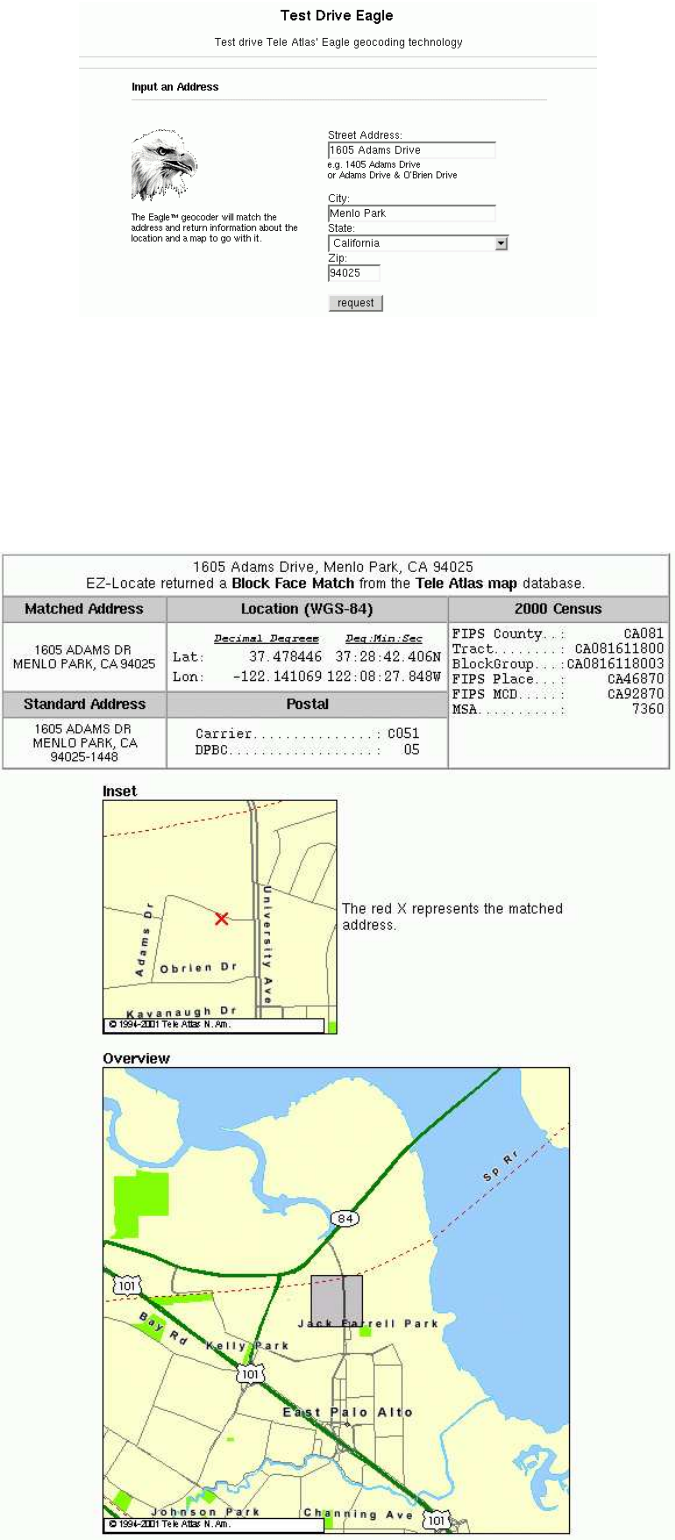 Test Drive Eagle
Test drive Tele Atlas' Eagle geocoding technology
Input an Address
Street Address:
1605 Adams Drive
e.g. 1405 Adams Drive
or Adams Drive & O'Brien Drive
The Eagle™ geocoder will match the
address and return information about the
location and a map to go with it.
City:
Menlo Park
State:
California
Zip:
94025
request
1605 Adams Drive, Menlo Park, CA 94025
EZ-Locate returned a Block Face Match from the Tele Atlas map database.
Matched Address
Location (WGS-84)
2000 Census
1605 ADAMS DR
MENLO PARK, CA 94025
Decimal Degrees Deg:Min:Sec
Lat: 37.478446 37:28:42.406N
Lon: -122.141069 122:08:27.848W
FIPS County..: CA081
Tract........: CA081611800
BlockGroup...:CA0816118003
FIPS Place...: CA46870
FIPS MCD.....: CA92870
MSA..........: 7360
Standard Address
Postal
1605 ADAMS DR
MENLO PARK, CA
94025-1448
Carrier...............: C051
DPBC..................: 05
Inset
Adams Dr
University Ave
Obrien Dr
Kavanaugh Dr
© 1994-2001 Tele Atlas N. Am.
The red X represents the matched
address.
Overview
Sp Rr
84
101
Bay Rd
Jack Farrell Park
Kelly Park
101
East Palo Alto
Johnson Park
Channing Ave
101
© 1994-2001 Tele Atlas N. Am.